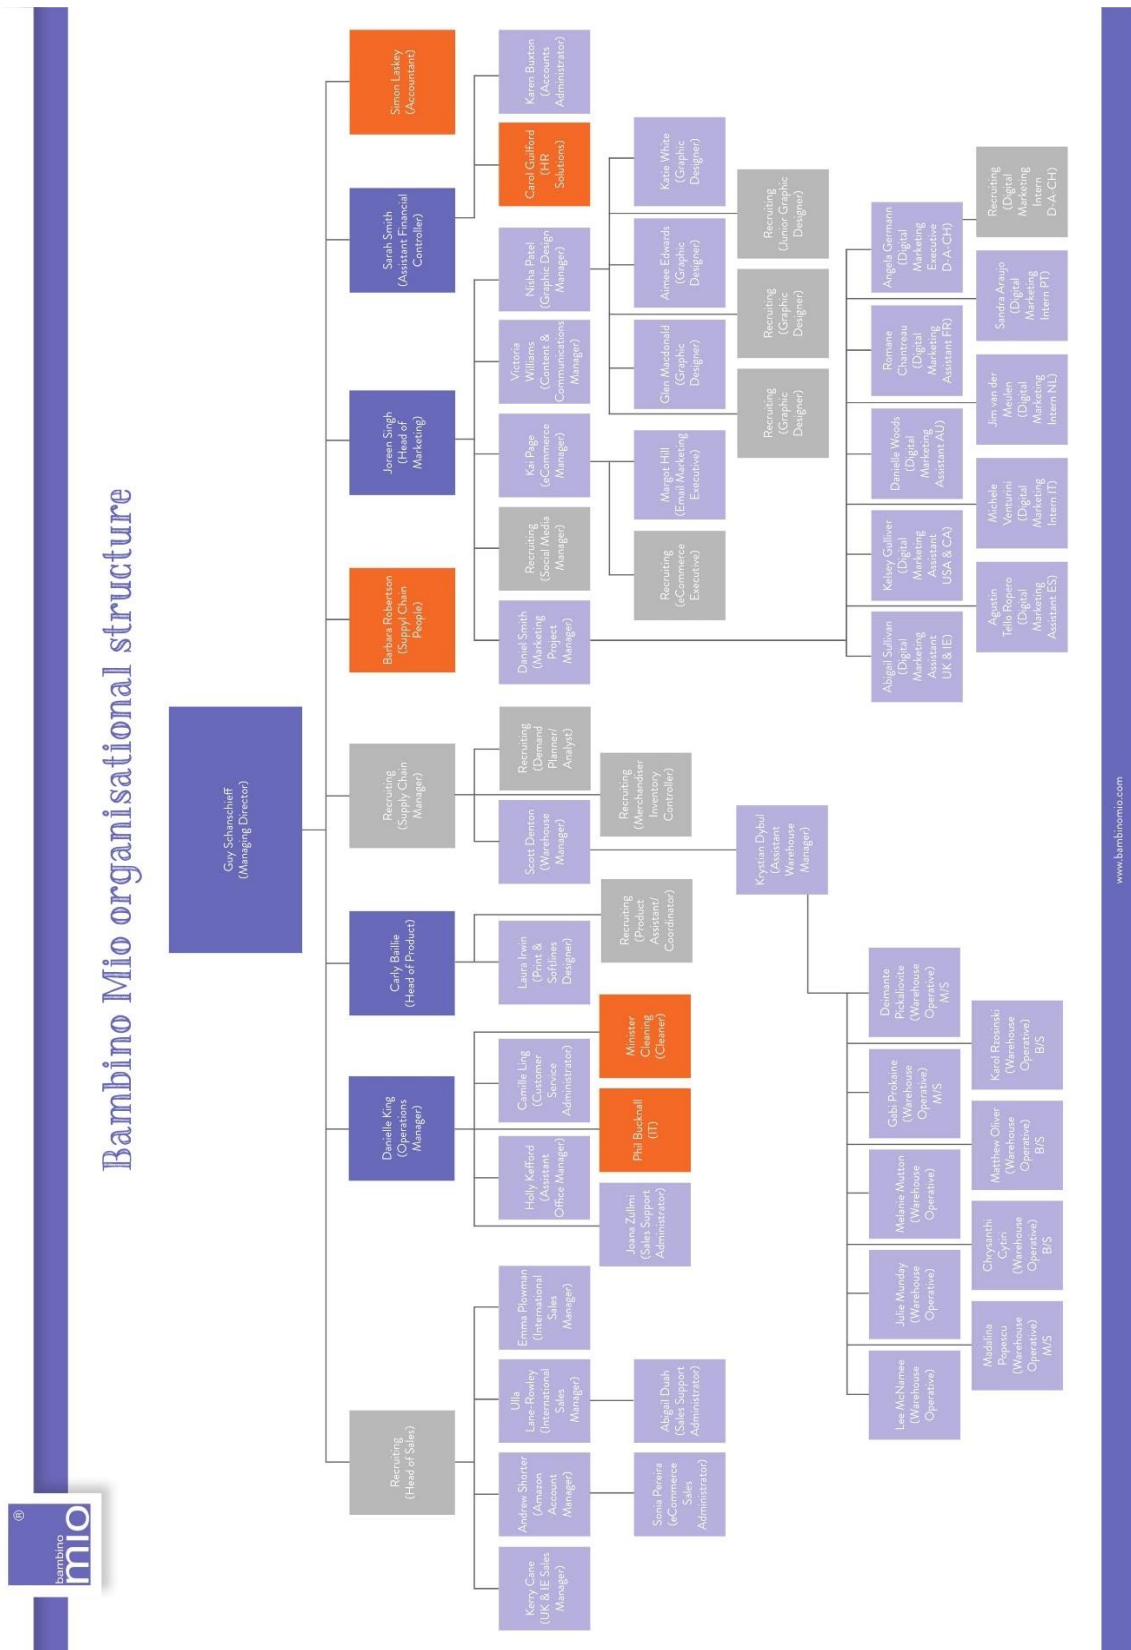 bambino
mio
®
Bambino Mio organisational structure
Guy Schanschieff
(Managing Director)
Recruiting
(Head of Sales)
Danielle King
(Operations
Manager)
Carly Baillie
(Head of Product)
Recruiting
(Supply Chain
Manager)
Barbara Robertson
(Suppyl Chain
People)
Joreen Singh
(Head of
Marketing)
Sarah Smith
(Assistant Financial
Controller)
Simon Laskey
(Accountant)
Kerry Cane
(UK & IE Sales
Manager)
Andrew Shorter
(Amazon
Account
Manager)
Ulla
Lane-Rowley
(International
Sales
Manager)
Emma Plowman
(International
Sales
Manager)
Holly Kefford
(Assistant
Office Manager)
Camille Ling
(Customer
Service
Administrator)
Laura Irwin
(Print &
Softlines
Designer)
Scott Denton
(Warehouse
Manager)
Recruiting
(Demand
Planner/
Analyst)
Daniel Smith
(Marketing
Project
Manager)
Recruiting
(Social Media
Manager)
Kai Page
(eCommerce
Manager)
Victoria
Williams
(Content &
Communications
Manager)
Nisha Patel
(Graphic Design
Manager)
Carol Guilford
(HR
Solutions)
Karen Buxton
(Accounts
Administrator)
Sonia Pereira
(eCommerce
Sales
Administrator)
Abigail Duah
(Sales Support
Administrator)
Joana Zullmi
(Sales Support
Administrator)
Phil Bucknall
(IT)
Minister
Cleaning
(Cleaner)
Recruiting
(Product
Assistant/
Coordinator)
Recruiting
(Merchandiser
Inventory
Controller)
Recruiting
(eCommerce
Executive)
Margot Hill
(Email Marketing
Executive)
Glen Macdonald
(Graphic
Designer)
Aimee Edwards
(Graphic
Designer)
Katie White
(Graphic
Designer)
Krystian Dybul
(Assistant
Warehouse
Manager)
Recruiting
(Graphic
Designer)
Recruiting
(Graphic
Designer)
Recruiting
(Junior Graphic
Designer)
Lee McNamee
(Warehouse
Operative)
Julie Munday
(Warehouse
Operative)
Melanie Mutton
(Warehouse
Operative)
Gabi Prokaine
(Warehouse
Operative)
M/S
Deimante
Pickaliovite
(Warehouse
Operative)
M/S
Abigail Sullivan
(Digital
Marketing
Assistant
UK & IE)
Kelsey Gulliver
(Digital
Marketing
Assistant
USA & CA)
Danielle Woods
(Digital
Marketing
Assistant AU)
Romane
Chantreau
(Digital
Marketing
Assistant FR)
Angela Germann
(Digital
Marketing
Executive
D-A-CH)
Madalina
Popescu
(Warehouse
Operative)
M/S
Chrysanthi
Cytin
(Warehouse
Operative)
B/S
Matthew Oliver
(Warehouse
Operative)
B/S
Karol Rzosinski
(Warehouse
Operative)
B/S
Agustin
Tello Ropero
(Digital
Marketing
Assistant ES)
Michele
Venturini
(Digital
Marketing
Intern IT)
Jim van der
Meulen
(Digital
Marketing
Intern NL)
Sandra Araujo
(Digital
Marketing
Intern PT)
Recruiting
(Digital
Marketing
Intern
D-A-CH)
www.bambinomio.com